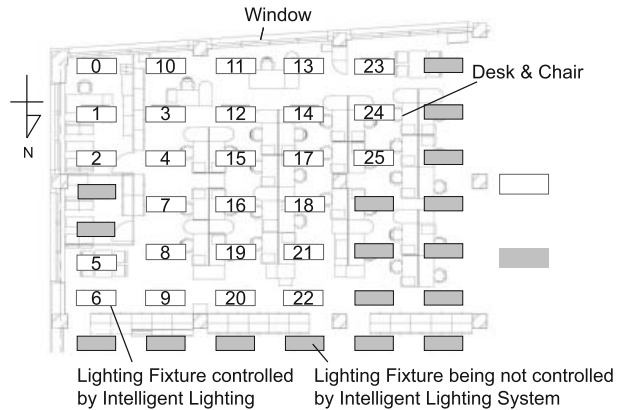 Window
0 10 11 13 23
Desk & Chair
1 3 12 14 24
2 4 15 17 25
N
7 16 18
8 19 21
5
6 9 20 22
Lighting Fixture controlled
by Intelligent Lighting
Lighting Fixture being not controlled
by Intelligent Lighting System